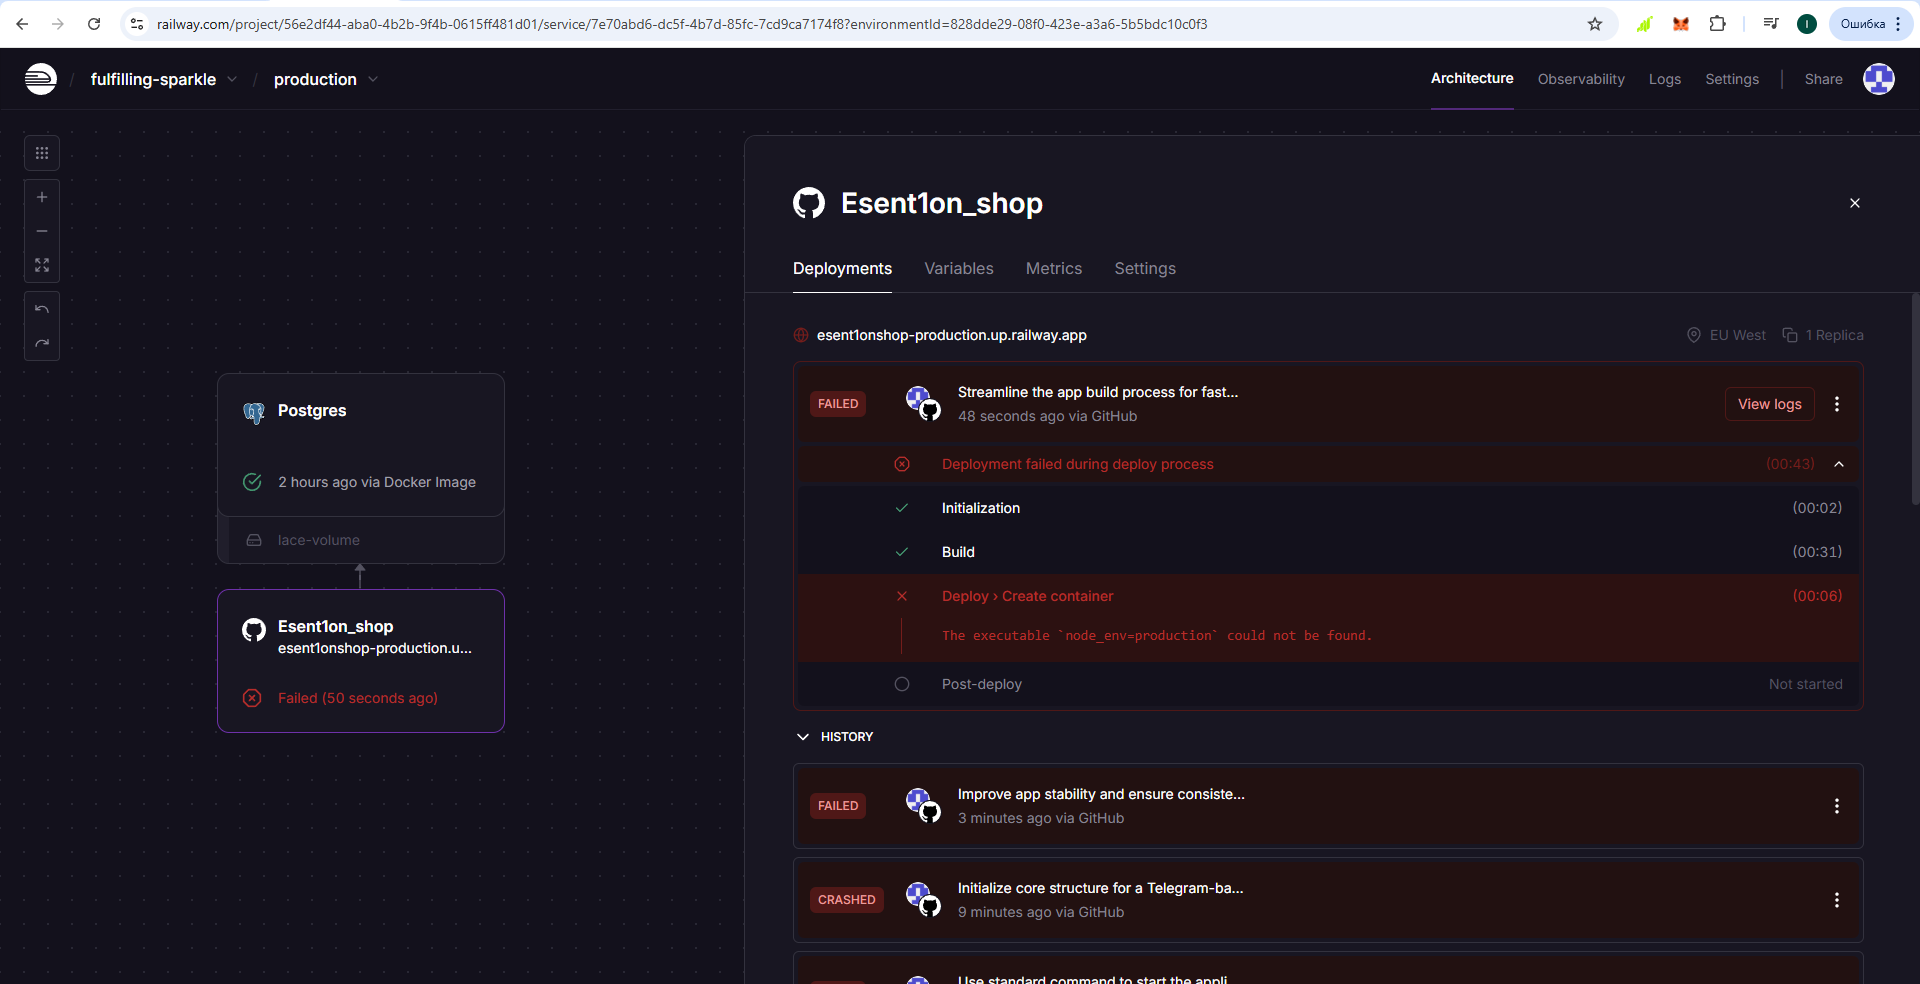 railway.com/project/56e2df44-aba0-4b2b-9f4b-0615ff481d01/service/7e70abd6-dc5f-4b7d-85fc-7cd9ca7174f8?environmentId=828dde29-08f0-423e-a3a6-5b5bdc10c0f3
I
Ошибка
/ fulfilling-sparkle / production
Architecture Observability Logs Settings | Share
Postgres
2 hours ago via Docker Image
lace-volume
Esent1on_shop
esent1onshop-production.u...
Failed (50 seconds ago)
Esent1on_shop
Deployments Variables Metrics Settings
esent1onshop-production.up.railway.app EU West 1 Replica
FAILED
Streamline the app build process for fast...
48 seconds ago via GitHub
View logs
Deployment failed during deploy process (00:43)
Initialization (00:02)
Build (00:31)
Deploy › Create container (00:06)
The executable `node_env=production` could not be found.
Post-deploy Not started
HISTORY
FAILED
Improve app stability and ensure consiste...
3 minutes ago via GitHub
CRASHED
Initialize core structure for a Telegram-ba...
9 minutes ago via GitHub
Use standard command to start the appli...